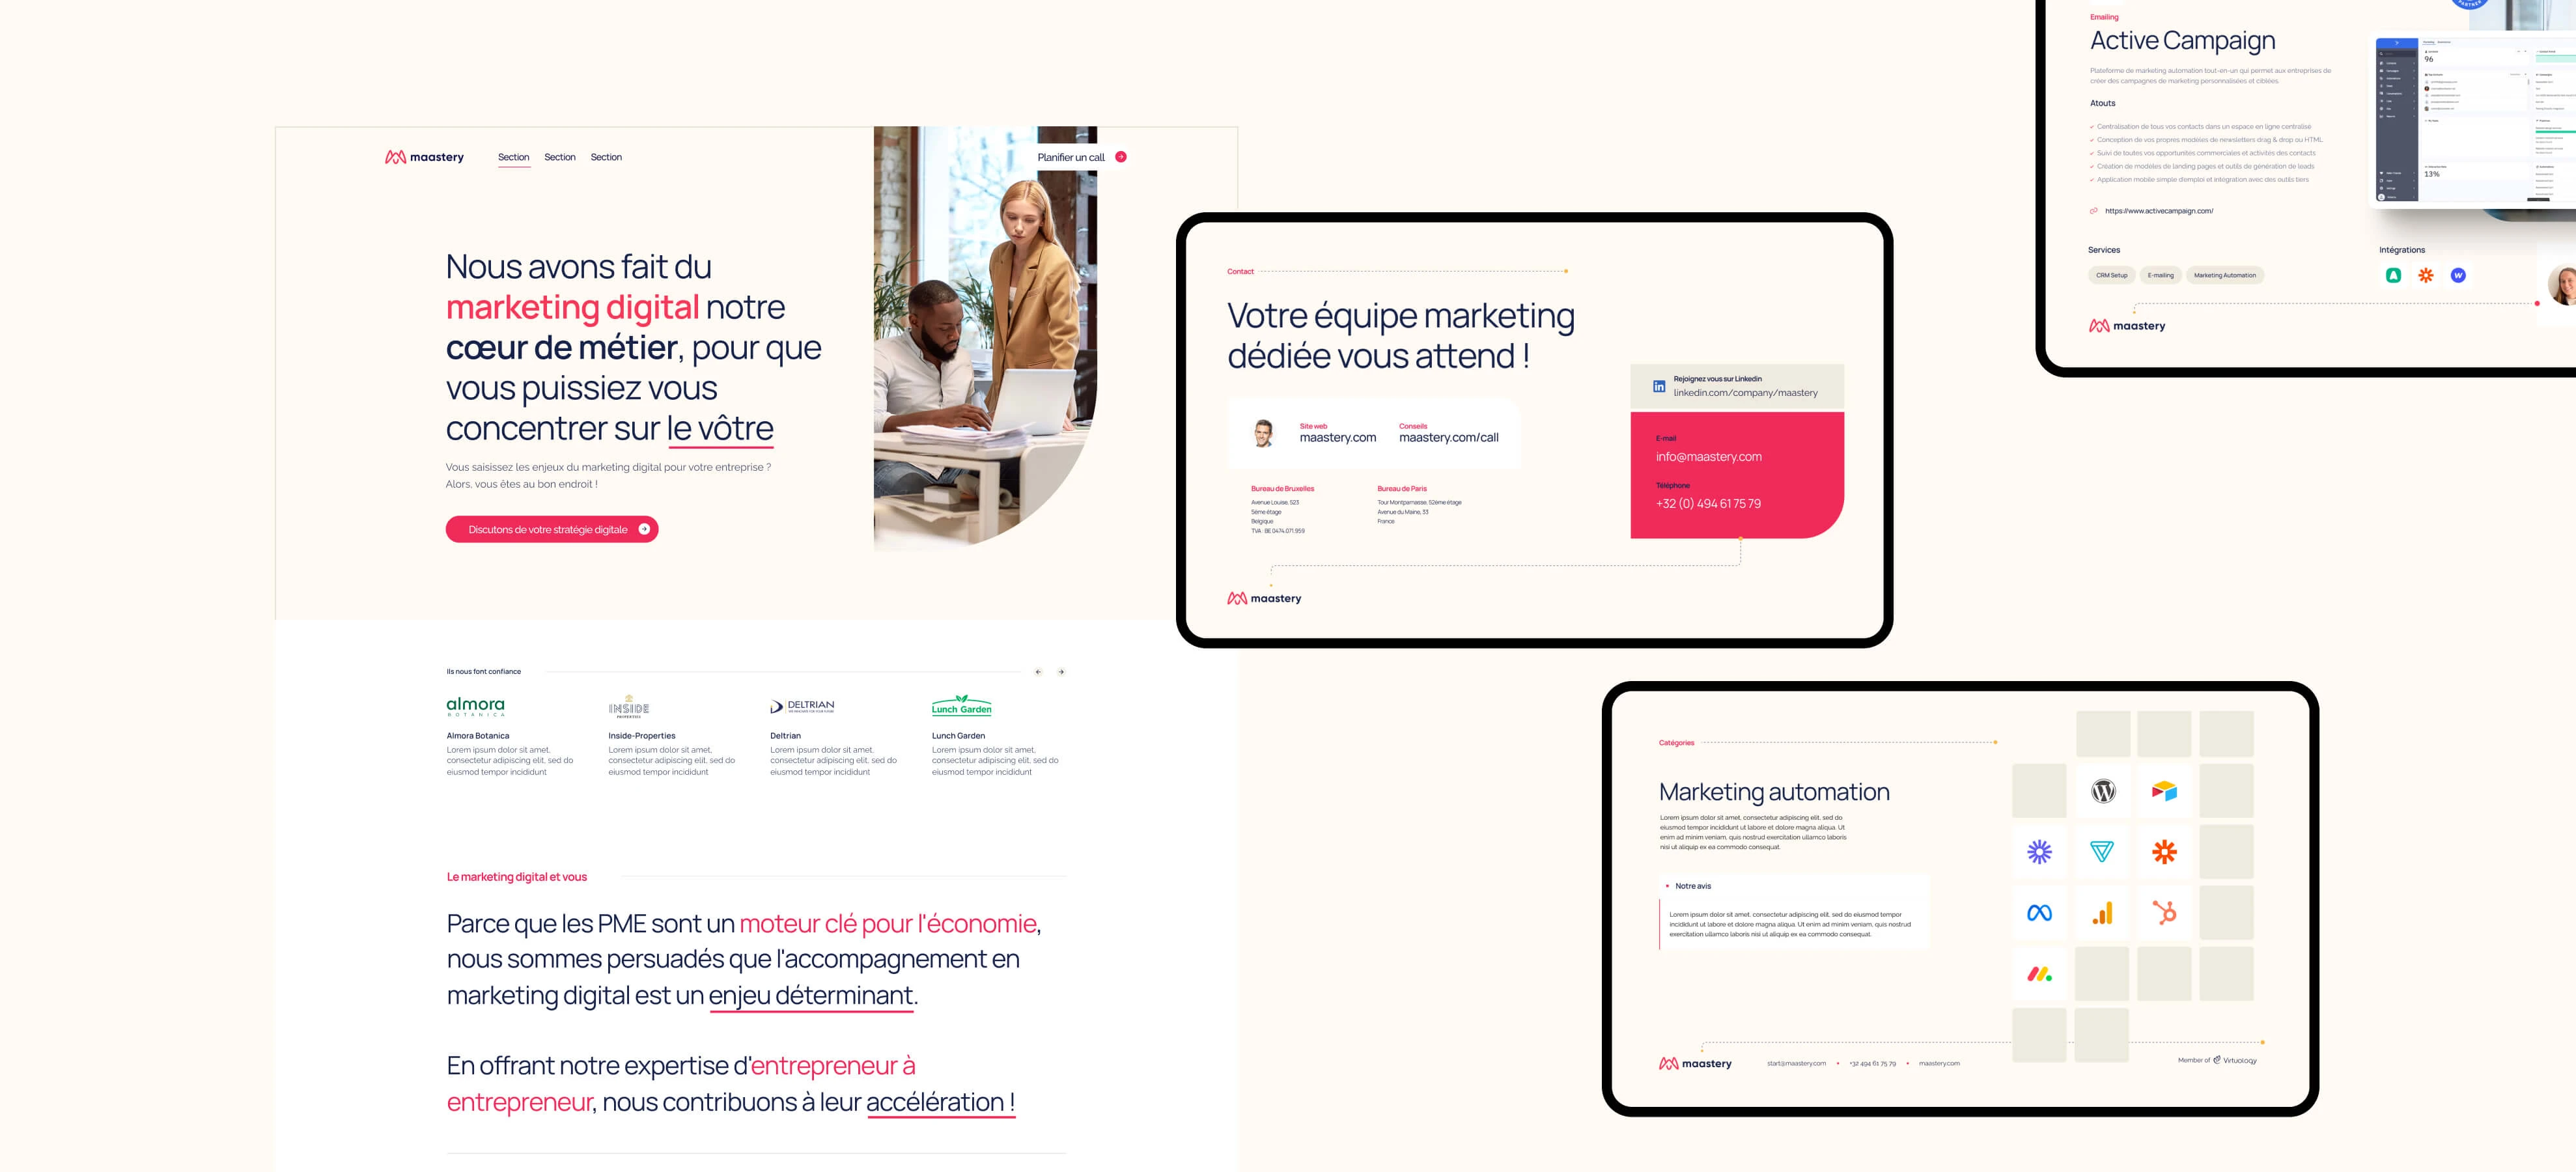 maastery
Section
Section
Section
Planifier un call
Nous avons fait du
marketing digital notre
cœur de métier, pour que
vous puissiez vous
concentrer sur le vôtre
Vous saisissez les enjeux du marketing digital pour votre entreprise ?
Alors, vous êtes au bon endroit !
Discutons de votre stratégie digitale
Ils nous font confiance
almora
BOTANICA
INSIDE
PROPERTIES
DELTRIAN
Lunch Garden
Almora Botanica
Lorem ipsum dolor sit amet,
consectetur adipiscing elit, sed do
eiusmod tempor incididunt
Inside-Properties
Lorem ipsum dolor sit amet,
consectetur adipiscing elit, sed do
eiusmod tempor incididunt
Deltrian
Lorem ipsum dolor sit amet,
consectetur adipiscing elit, sed do
eiusmod tempor incididunt
Lunch Garden
Lorem ipsum dolor sit amet,
consectetur adipiscing elit, sed do
eiusmod tempor incididunt
Le marketing digital et vous
Parce que les PME sont un moteur clé pour l'économie,
nous sommes persuadés que l'accompagnement en
marketing digital est un enjeu déterminant.
En offrant notre expertise d'entrepreneur à
entrepreneur, nous contribuons à leur accélération !
Contact
Votre équipe marketing
dédiée vous attend !
Site web
maastery.com
Conseils
maastery.com/call
Bureau de Bruxelles
Avenue Louise, 523
5ème étage
Belgique
TVA : BE 0474.071.959
Bureau de Paris
Tour Montparnasse, 52ème étage
Avenue du Maine, 33
France
Rejoignez vous sur Linkedin
linkedin.com/company/maastery
E-mail
info@maastery.com
Téléphone
+32 (0) 494 61 75 79
maastery
PARTNER
Emailing
Active Campaign
Plateforme de marketing automation tout-en-un qui permet aux entreprises de
créer des campagnes de marketing personnalisées et ciblées.
Atouts
Centralisation de tous vos contacts dans un espace en ligne centralisé
Conception de vos propres modèles de newsletters drag & drop ou HTML
Suivi de toutes vos opportunités commerciales et activités des contacts
Création de modèles de landing pages et outils de génération de leads
Application mobile simple d'emploi et intégration avec des outils tiers
https://www.activecampaign.com/
96
13%
Services
CRM Setup
E-mailing
Marketing Automation
Intégrations
maastery
Catégories
Marketing automation
Lorem ipsum dolor sit amet, consectetur adipiscing elit, sed do
eiusmod tempor incididunt ut labore et dolore magna aliqua. Ut
enim ad minim veniam, quis nostrud exercitation ullamco laboris
nisi ut aliquip ex ea commodo consequat.
Notre avis
Lorem ipsum dolor sit amet, consectetur adipiscing elit, sed do eiusmod tempor
incididunt ut labore et dolore magna aliqua. Ut enim ad minim veniam, quis nostrud
exercitation ullamco laboris nisi ut aliquip ex ea commodo consequat.
maastery
start@maastery.com
+32 494 61 75 79
maastery.com
Member of
Virtuology